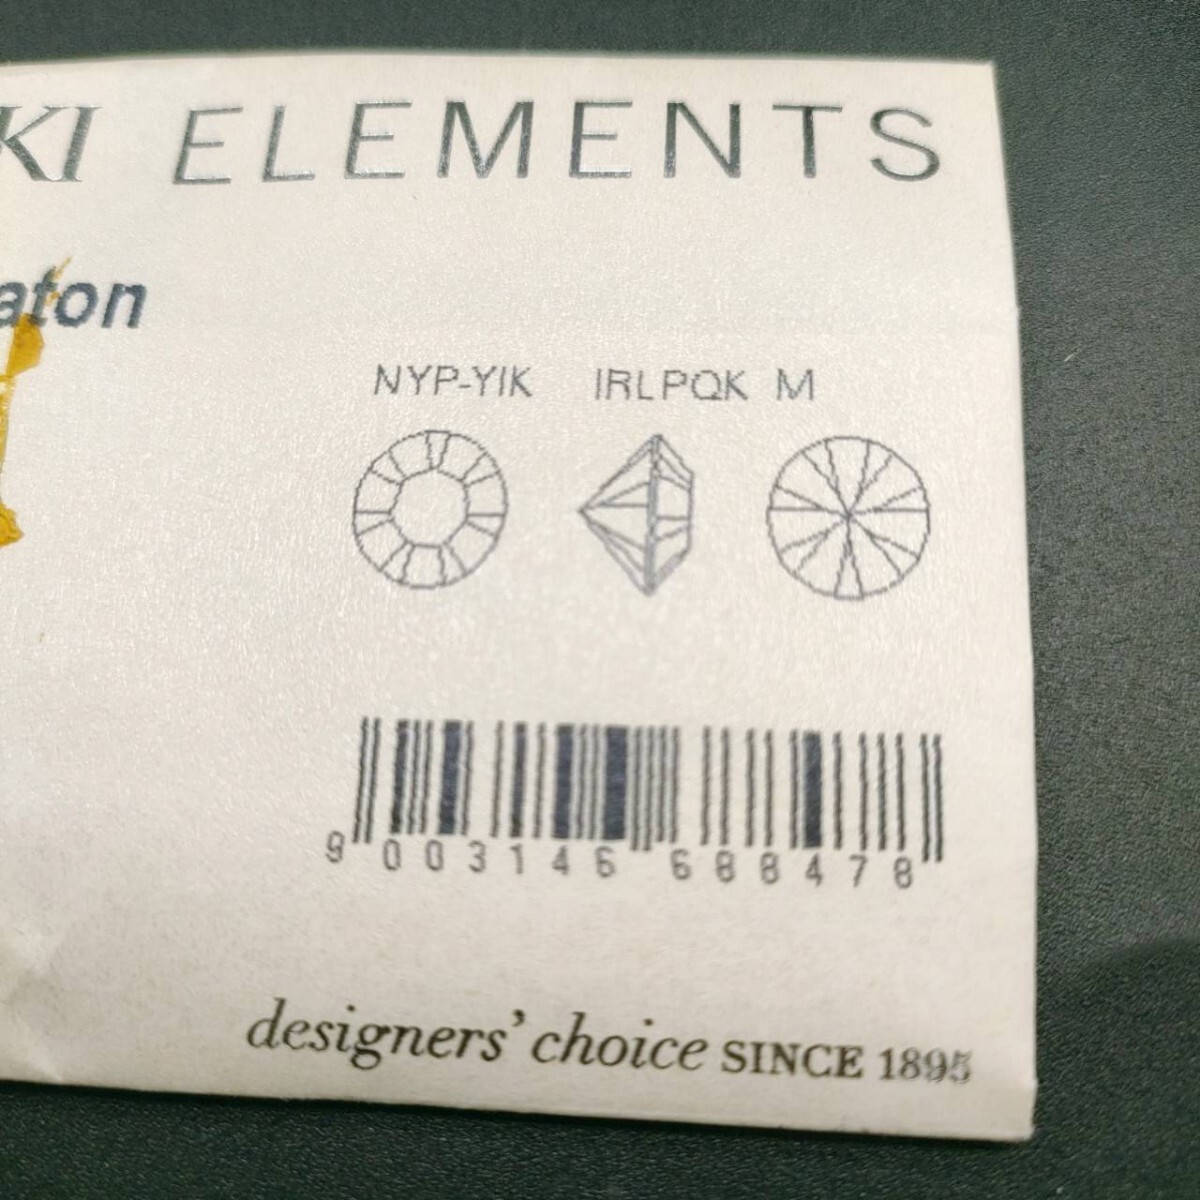 KI ELEMENTS
aton
NYP-YIK IRLPQK M
9 003146 688478
designers' choice SINCE 1895